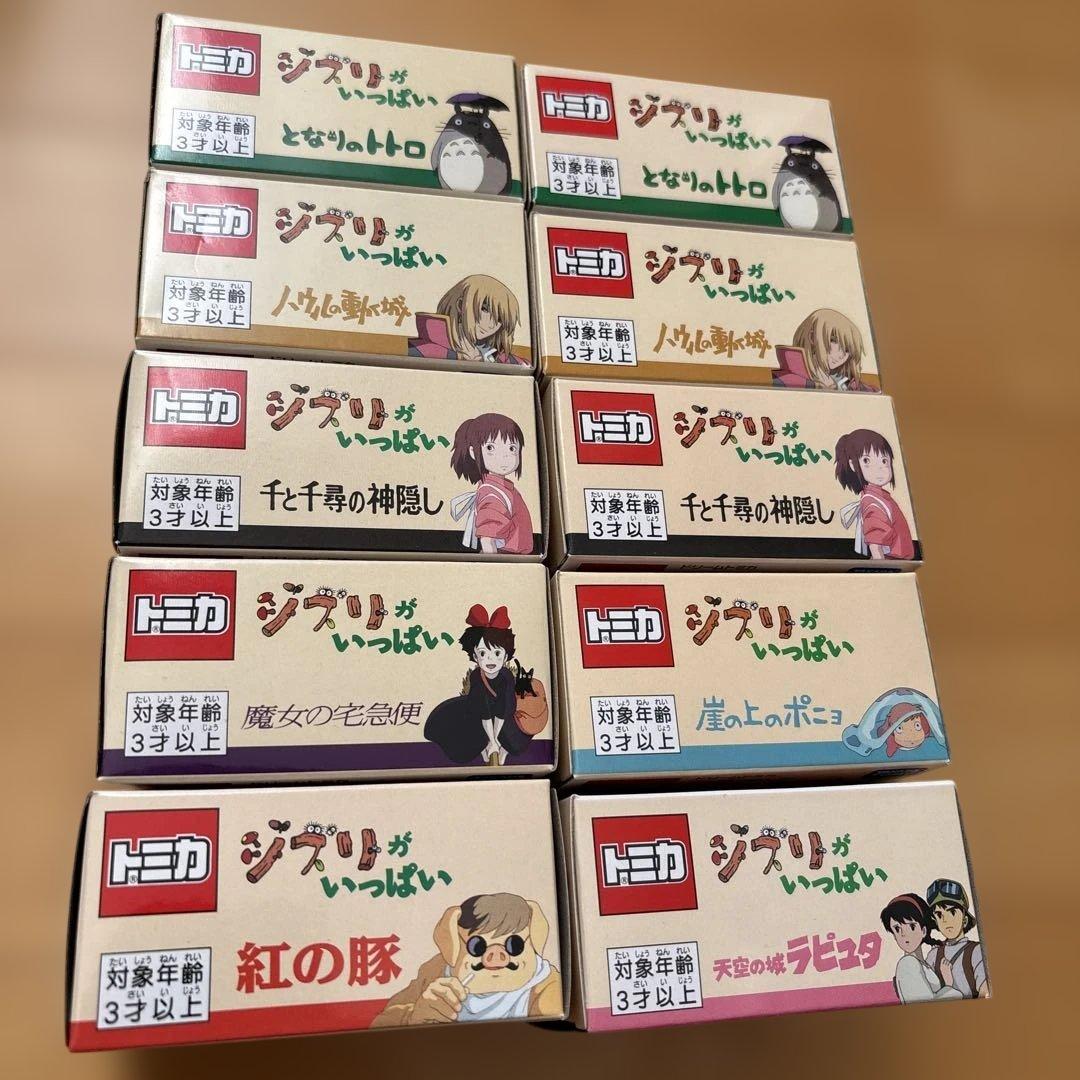 トミカ
ジブリが
いっぱい
たいしょうねんれい
対象年齢
さいいじょう
3才以上
となりのトトロ
トミカ
ジブリが
いっぱい
たいしょうねんれい
対象年齢
さいいじょう
3才以上
となりのトトロ
トミカ®
ジブリが
いっぱい
たいしょうねんれい
対象年齢
さいいじょう
3才以上
ハウルの動く城
トミカ®
ジブリが
いっぱい
たいしょうねんれい
対象年齢
さいいじょう
3才以上
ハウルの動く城
トミカ®
ジブリが
いっぱい
たいしょうねんれい
対象年齢
さいいじょう
3才以上
千と千尋の神隠し
トミカ®
ジブリが
いっぱい
たいしょうねんれい
対象年齢
さいいじょう
3才以上
千と千尋の神隠し
ドリームトミカ
トミカ®
ジブリが
いっぱい
たいしょうねんれい
対象年齢
さいいじょう
3才以上
魔女の宅急便
トミカ®
ジブリが
いっぱい
たいしょうねんれい
対象年齢
さいいじょう
3才以上
崖の上のポニョ
トミカ®
ジブリが
いっぱい
たいしょうねんれい
対象年齢
さいいじょう
3才以上
紅の豚
トミカ®
ジブリが
いっぱい
たいしょうねんれい
対象年齢
さいいじょう
3才以上
天空の城ラピュタ